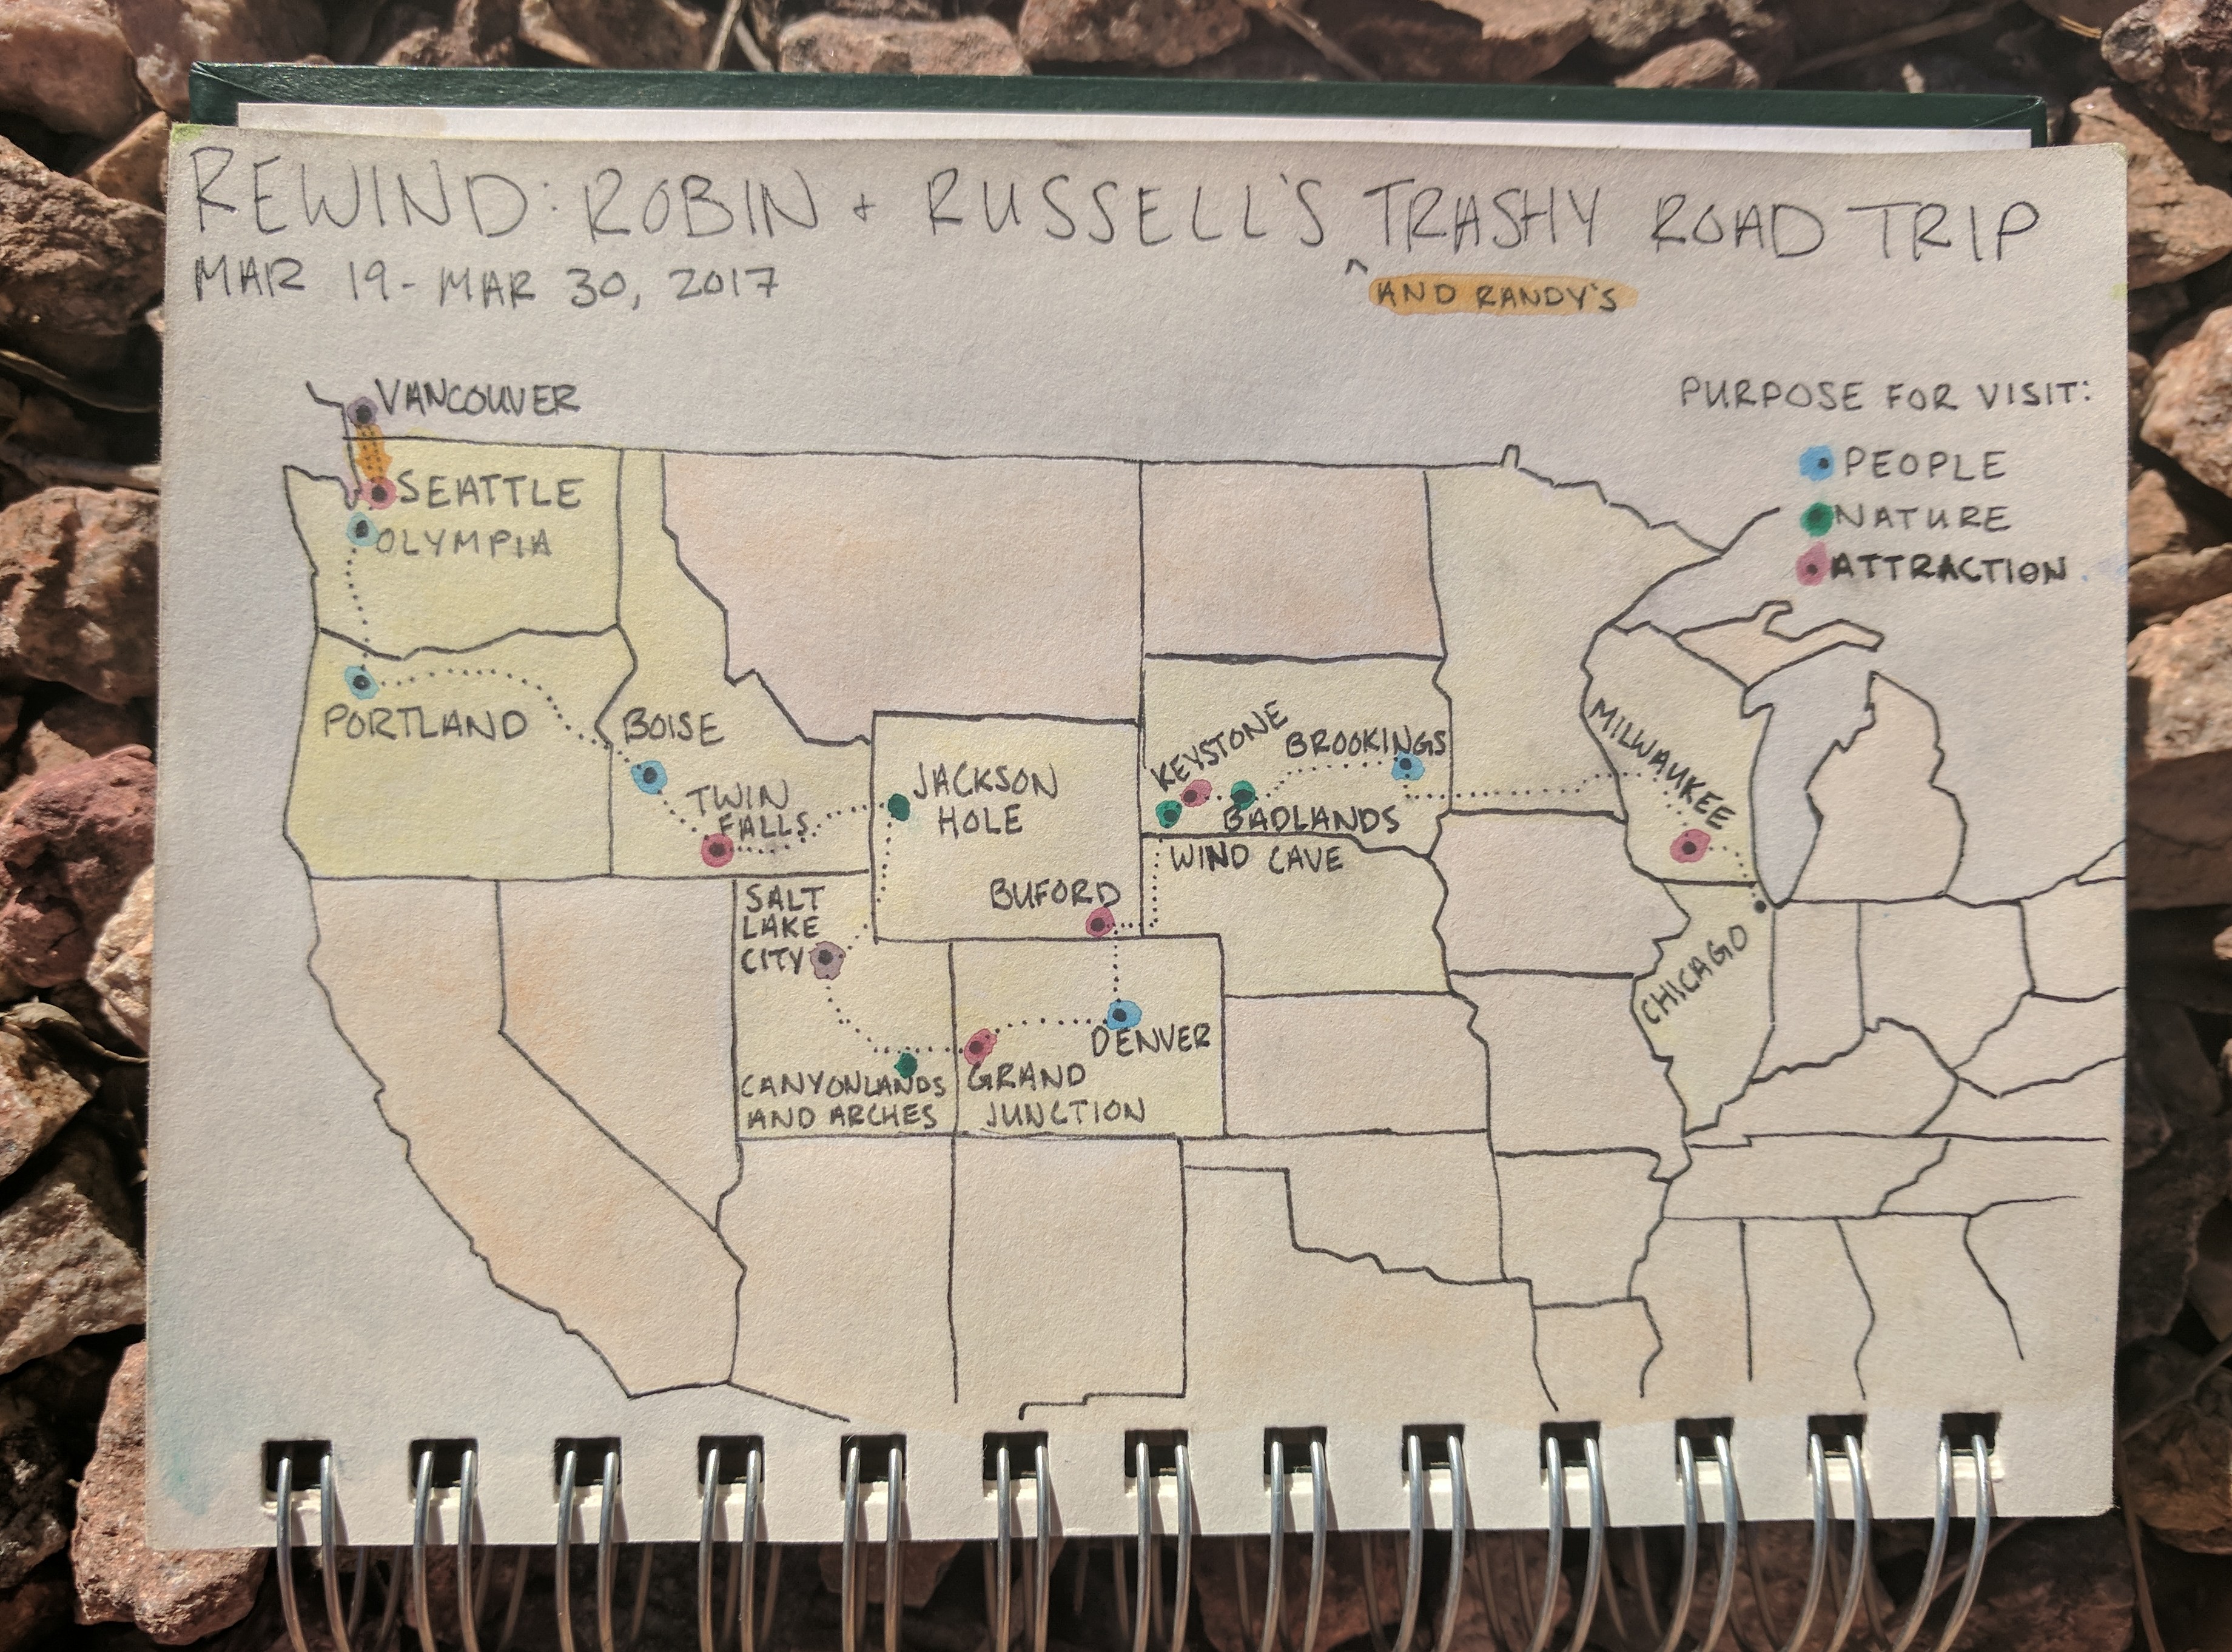 REWIND: ROBIN + RUSSELL'S TRASHY ROAD TRIP
^ AND RANDY'S
MAR 19 - MAR 30, 2017
PURPOSE FOR VISIT:
PEOPLE
NATURE
ATTRACTION
VANCOUVER
SEATTLE
OLYMPIA
PORTLAND
BOISE
TWIN
FALLS
JACKSON
HOLE
SALT
LAKE
CITY
CANYONLANDS
AND ARCHES
GRAND
JUNCTION
DENVER
BUFORD
WIND CAVE
KEYSTONE
BADLANDS
BROOKINGS
MILWAUKEE
CHICAGO